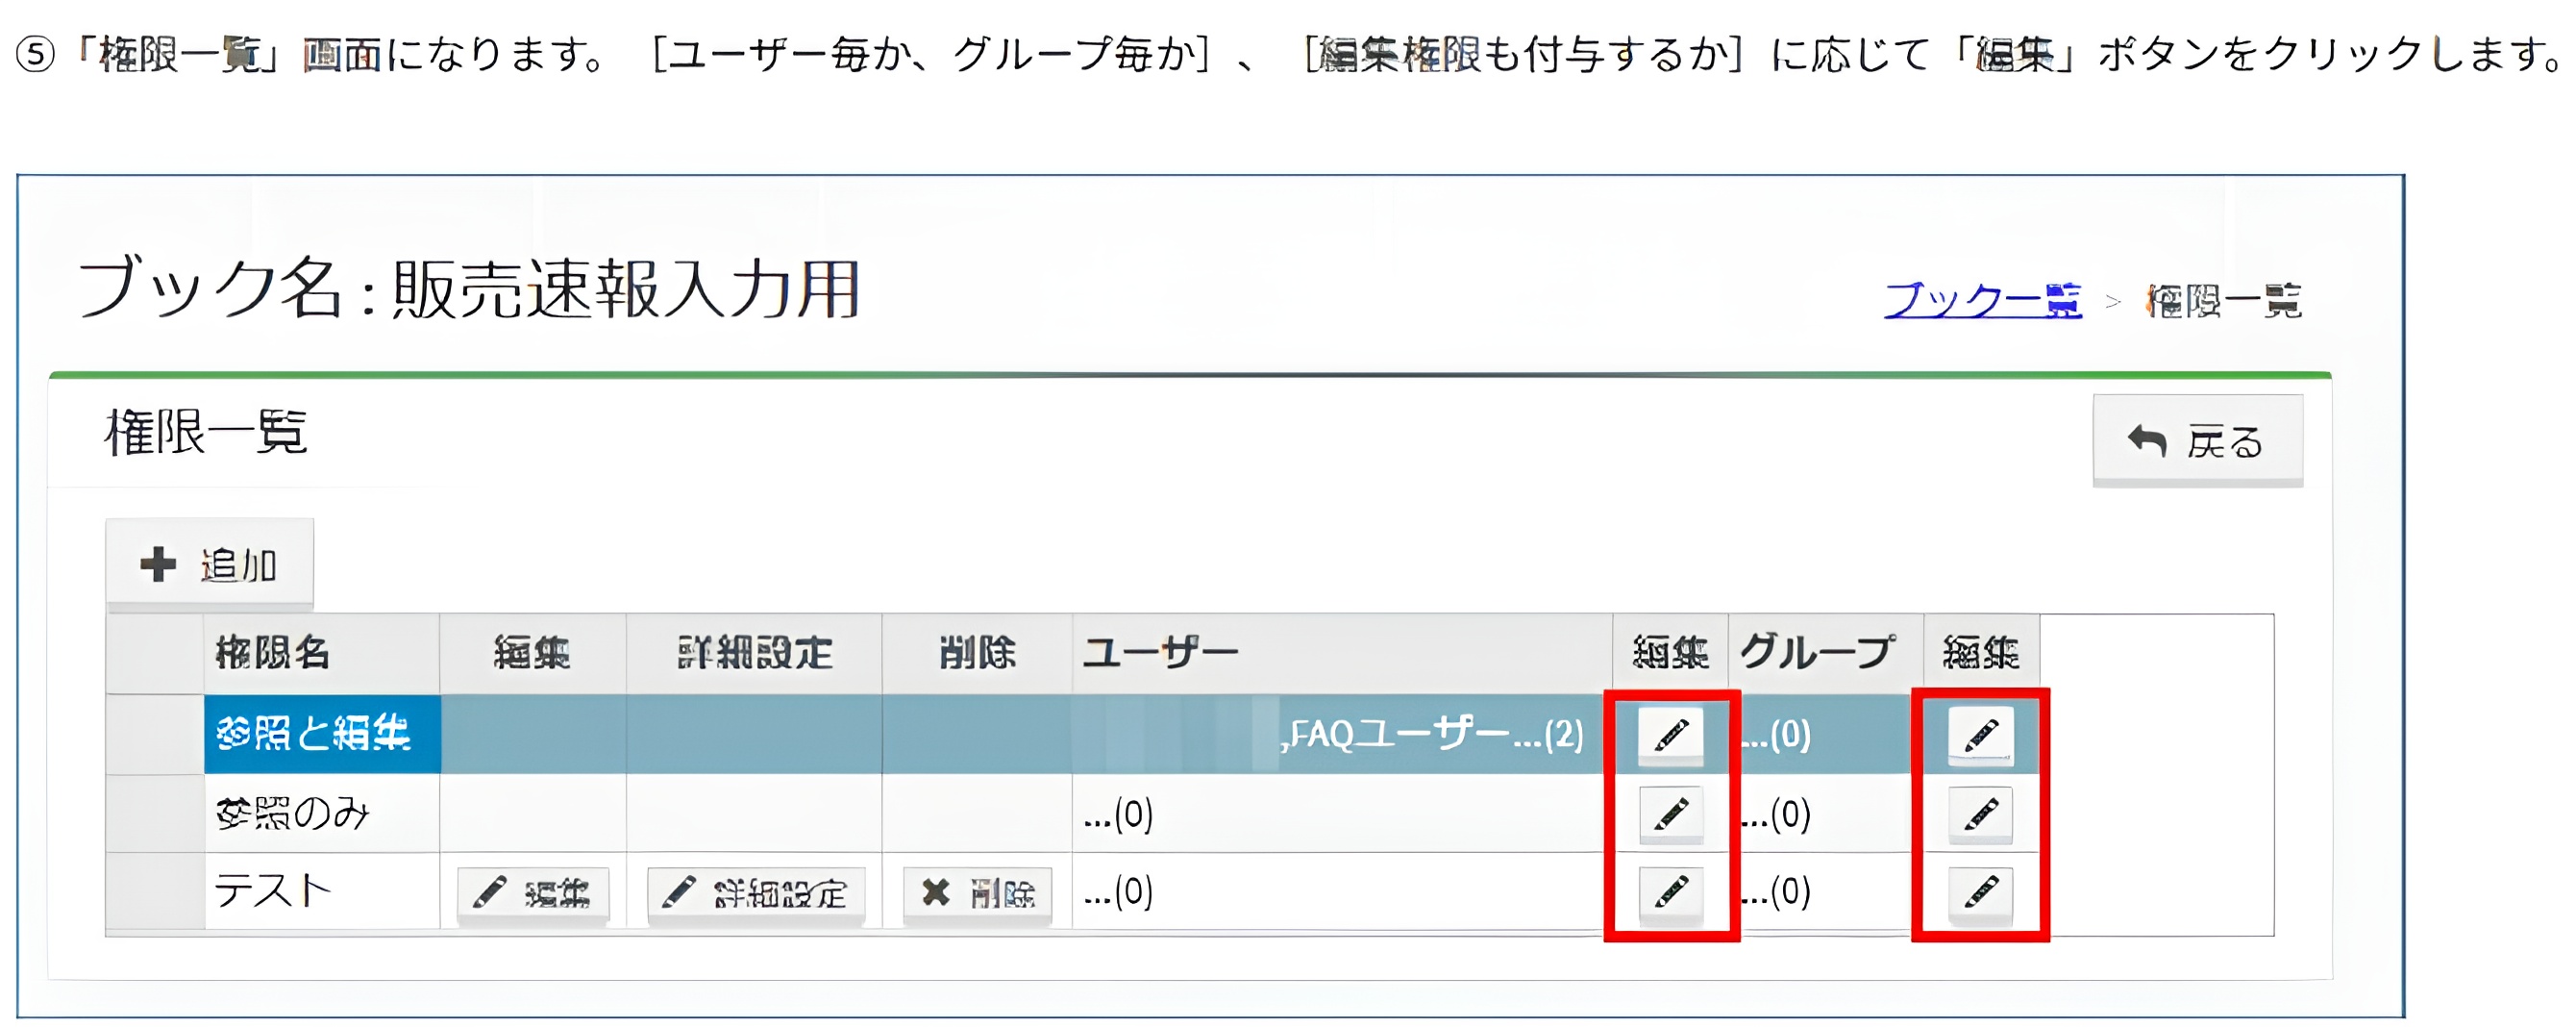 ⑤「権限一覧」画面になります。［ユーザー毎か、グループ毎か］、［編集権限も付与するか］に応じて「編集」ボタンをクリックします。
ブック名：販売速報入力用
ブック一覧 > 権限一覧
権限一覧
戻る
追加
権限名 編集 詳細設定 削除 ユーザー 編集 グループ 編集
参照と編集 ,FAQユーザー...(2) ...(0)
参照のみ ...(0) ...(0)
テスト 編集 詳細設定 削除 ...(0) ...(0)